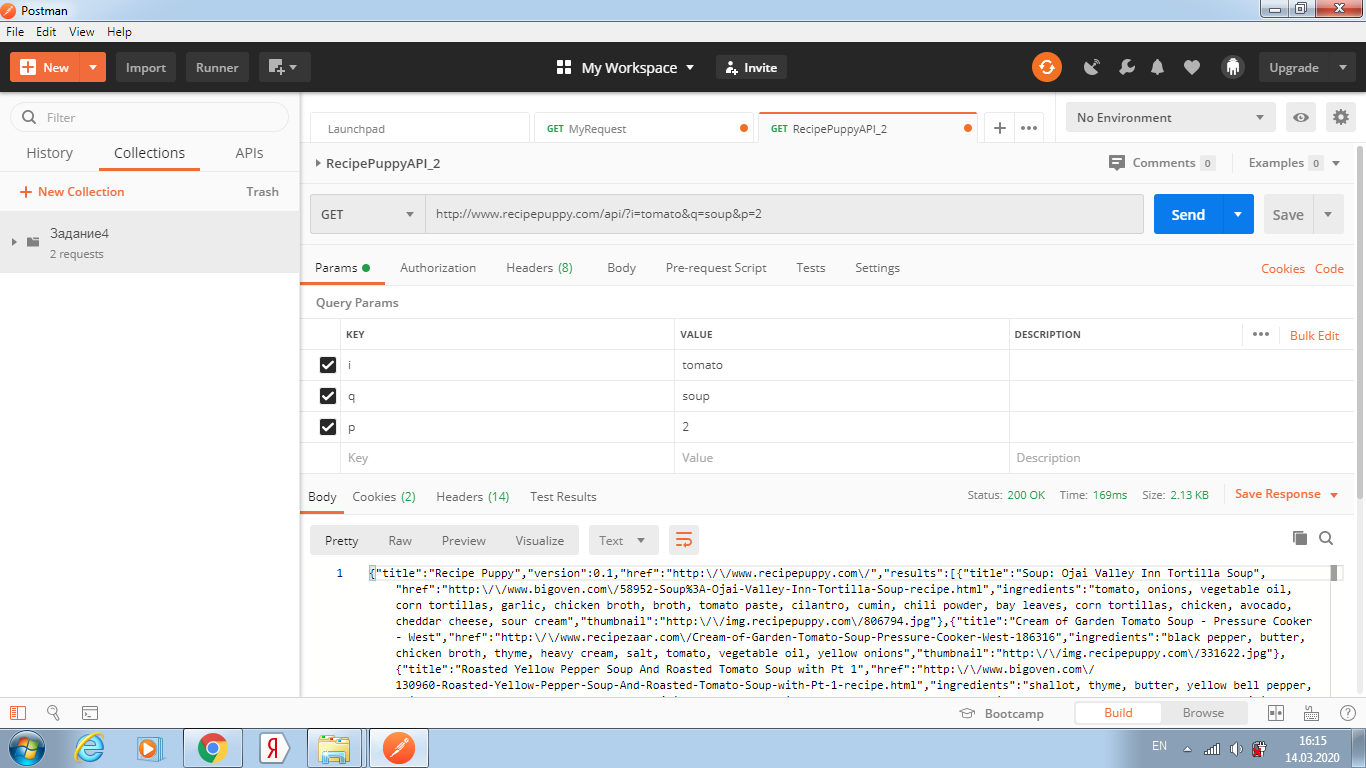 Postman
File Edit View Help
New Import Runner My Workspace Invite Upgrade
Filter
History Collections APIs
New Collection Trash
Задание4
2 requests
Launchpad GET MyRequest GET RecipePuppyAPI_2 No Environment
RecipePuppyAPI_2 Comments 0 Examples 0
GET http://www.recipepuppy.com/api/?i=tomato&q=soup&p=2 Send Save
Params Authorization Headers (8) Body Pre-request Script Tests Settings Cookies Code
Query Params
KEY VALUE DESCRIPTION Bulk Edit
i tomato
q soup
p 2
Key Value Description
Body Cookies (2) Headers (14) Test Results Status: 200 OK Time: 169ms Size: 2.13 KB Save Response
Pretty Raw Preview Visualize Text
1 {"title":"Recipe Puppy","version":0.1,"href":"http:\/\/www.recipepuppy.com\/","results":[{"title":"Soup: Ojai Valley Inn Tortilla Soup",
"href":"http:\/\/www.bigoven.com\/58952-Soup%3A-Ojai-Valley-Inn-Tortilla-Soup-recipe.html","ingredients":"tomato, onions, vegetable oil,
corn tortillas, garlic, chicken broth, broth, tomato paste, cilantro, cumin, chili powder, bay leaves, corn tortillas, chicken, avocado,
cheddar cheese, sour cream","thumbnail":"http:\/\/img.recipepuppy.com\/806794.jpg"},{"title":"Cream of Garden Tomato Soup - Pressure Cooker
- West","href":"http:\/\/www.recipezaar.com\/Cream-of-Garden-Tomato-Soup-Pressure-Cooker-West-186316","ingredients":"black pepper, butter,
chicken broth, thyme, heavy cream, salt, tomato, vegetable oil, yellow onions","thumbnail":"http:\/\/img.recipepuppy.com\/331622.jpg"},
{"title":"Roasted Yellow Pepper Soup And Roasted Tomato Soup with Pt 1","href":"http:\/\/www.bigoven.com\/
130960-Roasted-Yellow-Pepper-Soup-And-Roasted-Tomato-Soup-with-Pt-1-recipe.html","ingredients":"shallot, thyme, butter, yellow bell pepper,
Bootcamp Build Browse
EN 16:15
14.03.2020